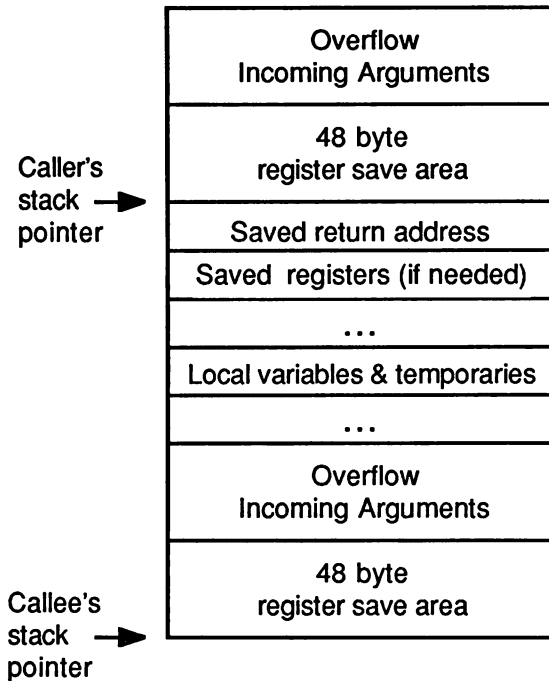 Overflow
Incoming Arguments
48 byte
register save area
Caller's
stack
pointer
Saved return address
Saved registers (if needed)
...
Local variables & temporaries
...
Overflow
Incoming Arguments
48 byte
register save area
Callee's
stack
pointer